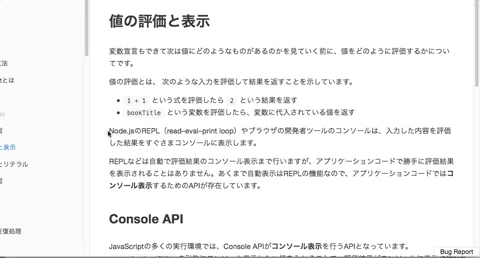 値の評価と表示
変数宣言もできて次は値にどのようなものがあるのかを見ていく前に、値をどのように評価するかについ
てです。
値の評価とは、 次のような入力を評価して結果を返すことを示しています。
• 1 + 1 という式を評価したら 2 という結果を返す
• bookTitle という変数を評価したら、変数に代入されている値を返す
Node.jsのREPL（read–eval–print loop）やブラウザの開発者ツールのコンソールは、入力した内容を評価
した結果をすぐさまコンソールに表示します。
REPLなどは自動で評価結果のコンソール表示まで行いますが、アプリケーションコードで勝手に評価結果
を表示されることはありません。あくまで自動表示はREPLの機能なので、アプリケーションコードではコ
ンソール表示するためのAPIが存在しています。
Console API
JavaScriptの多くの実行環境では、Console APIがコンソール表示を行うAPIとなっています。
Bug Report
文法
とは
言
と表示
とリテラル
言
反復処理